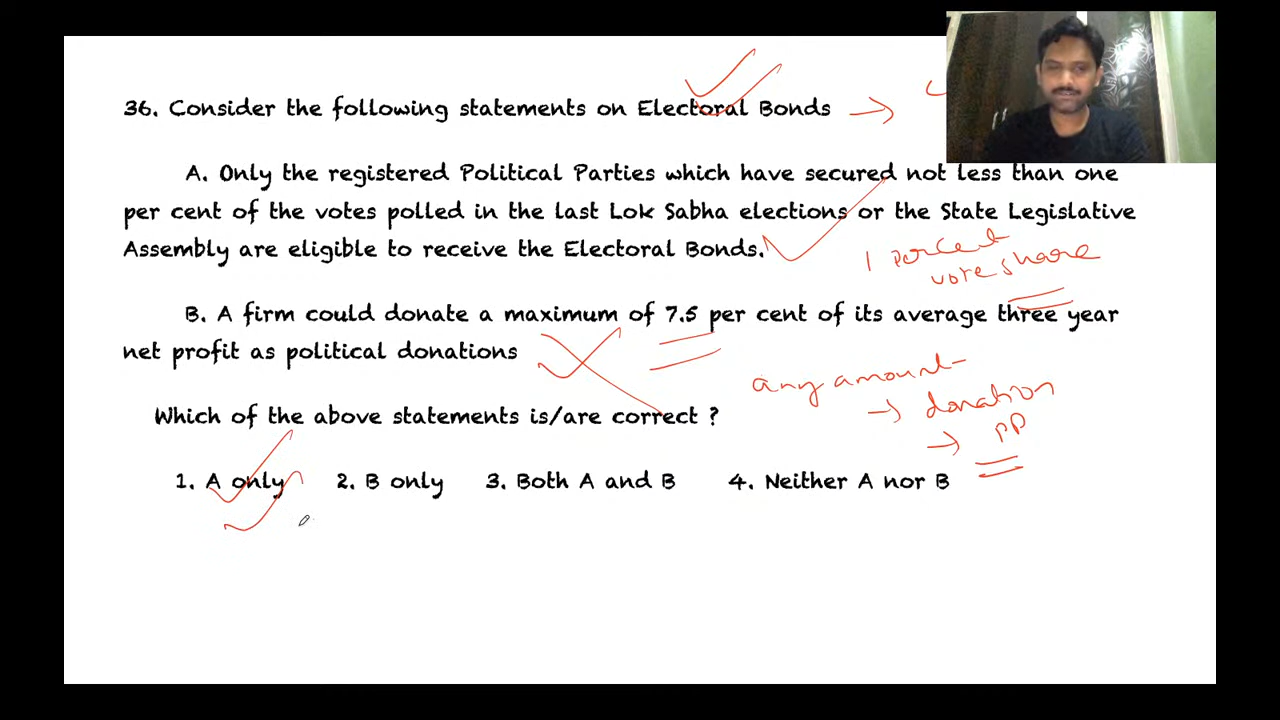 36. Consider the following statements on Electoral Bonds →
A. Only the registered Political Parties which have secured not less than one
per cent of the votes polled in the last Lok Sabha elections or the State Legislative
Assembly are eligible to receive the Electoral Bonds.
1 percent
vote share
B. A firm could donate a maximum of 7.5 per cent of its average three year
net profit as political donations
any amount
→ donation
→ PP
Which of the above statements is/are correct ?
1. A only 2. B only 3. Both A and B 4. Neither A nor B